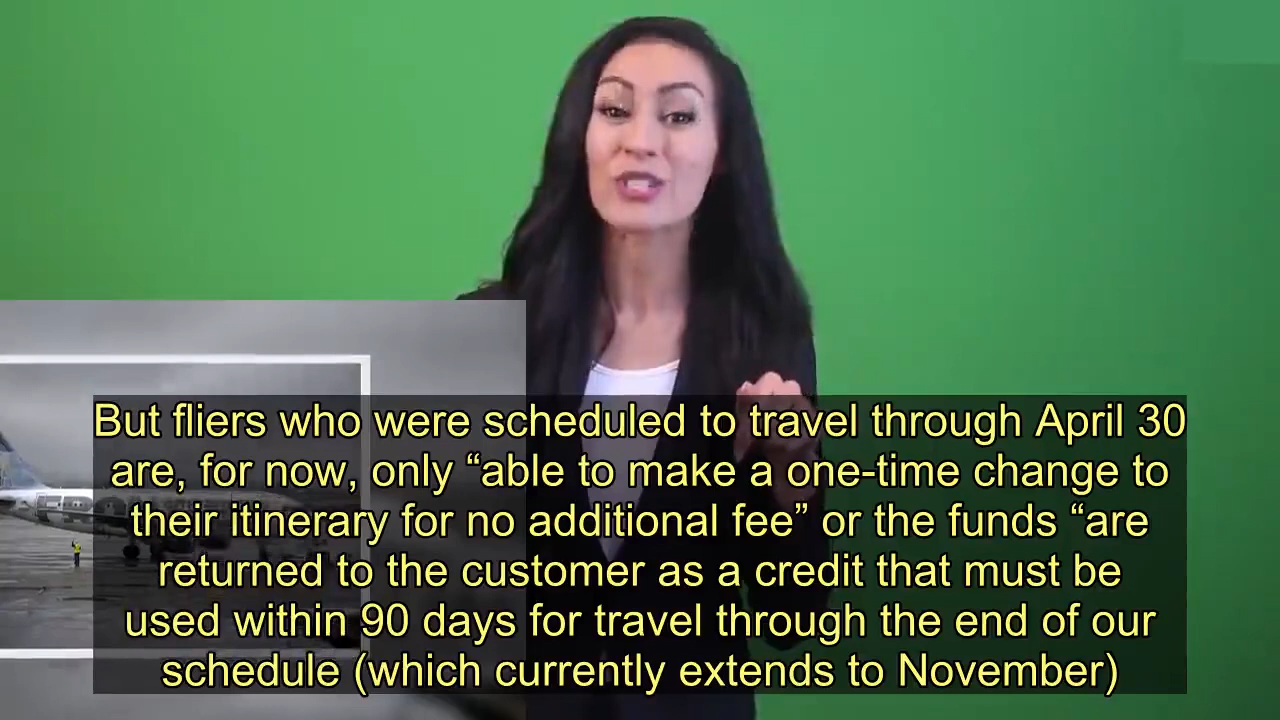 But fliers who were scheduled to travel through April 30
are, for now, only “able to make a one-time change to
their itinerary for no additional fee” or the funds “are
returned to the customer as a credit that must be
used within 90 days for travel through the end of our
schedule (which currently extends to November)